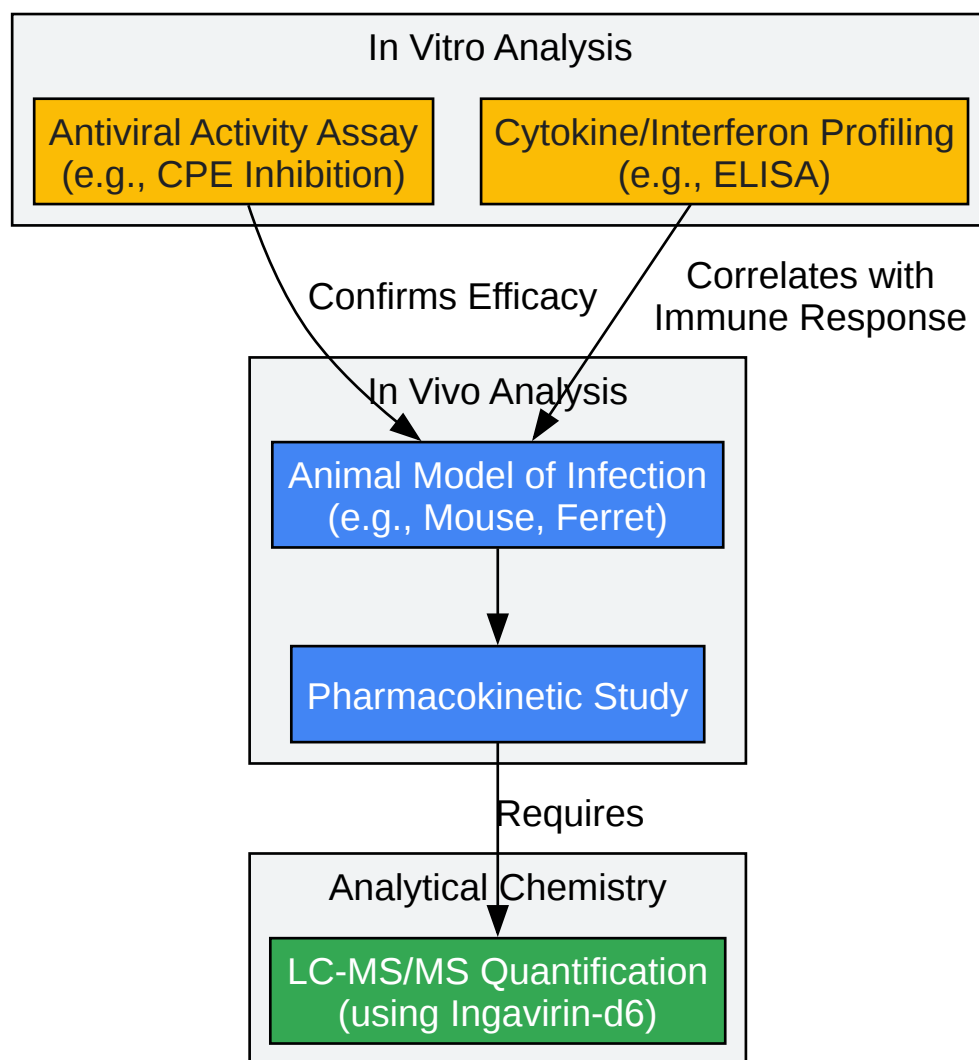 In Vitro Analysis
Antiviral Activity Assay
(e.g., CPE Inhibition)
Cytokine/Interferon Profiling
(e.g., ELISA)
Confirms Efficacy
Correlates with
Immune Response
In Vivo Analysis
Animal Model of Infection
(e.g., Mouse, Ferret)
Pharmacokinetic Study
Requires
Analytical Chemistry
LC-MS/MS Quantification
(using Ingavirin-d6)